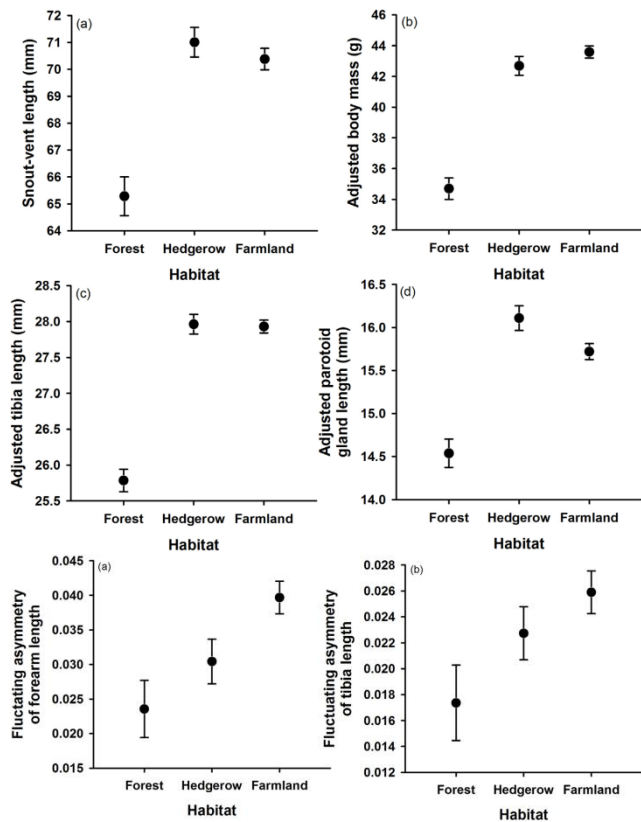 (a)
Snout-vent length (mm)
72
71
70
69
68
67
66
65
64
Forest
Hedgerow
Farmland
Habitat
(b)
Adjusted body mass (g)
46
44
42
40
38
36
34
32
Forest
Hedgerow
Farmland
Habitat
(c)
Adjusted tibia length (mm)
28.5
28.0
27.5
27.0
26.5
26.0
25.5
Forest
Hedgerow
Farmland
Habitat
(d)
Adjusted parotoid
gland length (mm)
16.5
16.0
15.5
15.0
14.5
14.0
Forest
Hedgerow
Farmland
Habitat
(a)
Fluctating asymmetry
of forearm length
0.045
0.040
0.035
0.030
0.025
0.020
0.015
Forest
Hedgerow
Farmland
Habitat
(b)
Fluctuating asymmetry
of tibia length
0.028
0.026
0.024
0.022
0.020
0.018
0.016
0.014
0.012
Forest
Hedgerow
Farmland
Habitat